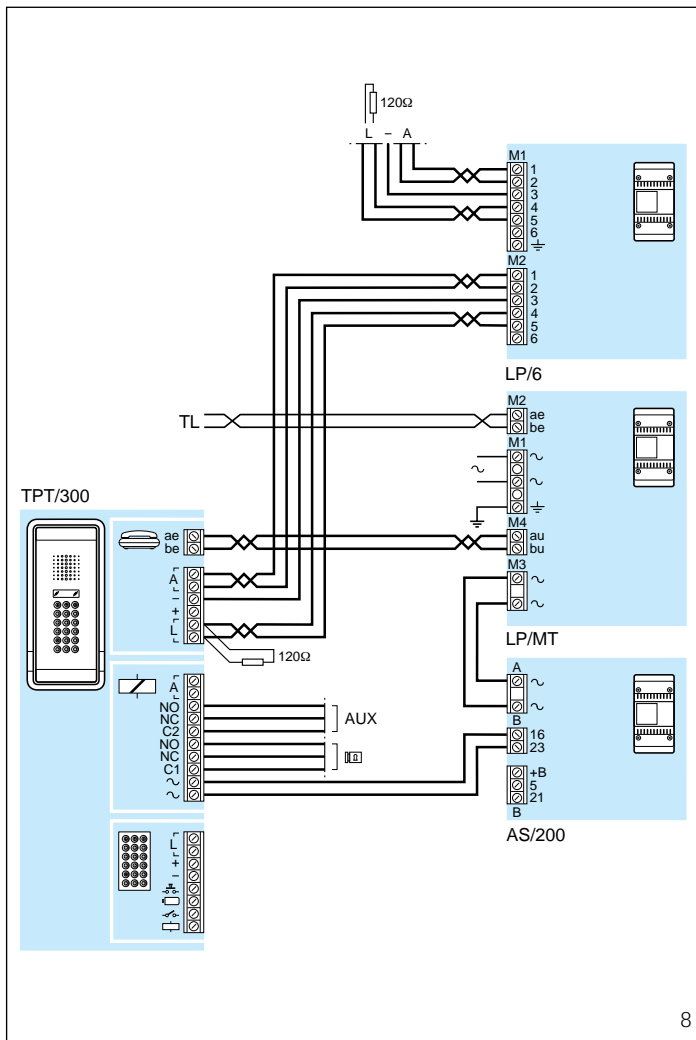 120Ω
L – A
M1
1
2
3
4
5
6
M2
1
2
3
4
5
6
LP/6
TL
M2
ae
be
M1
~
~
~
M4
au
bu
M3
~
~
LP/MT
TPT/300
ae
be
A
–
+
L
120Ω
A
NO
NC
C2
AUX
NO
NC
C1
~
~
L
+
–
A
~
~
B
16
23
+B
5
21
B
AS/200
8